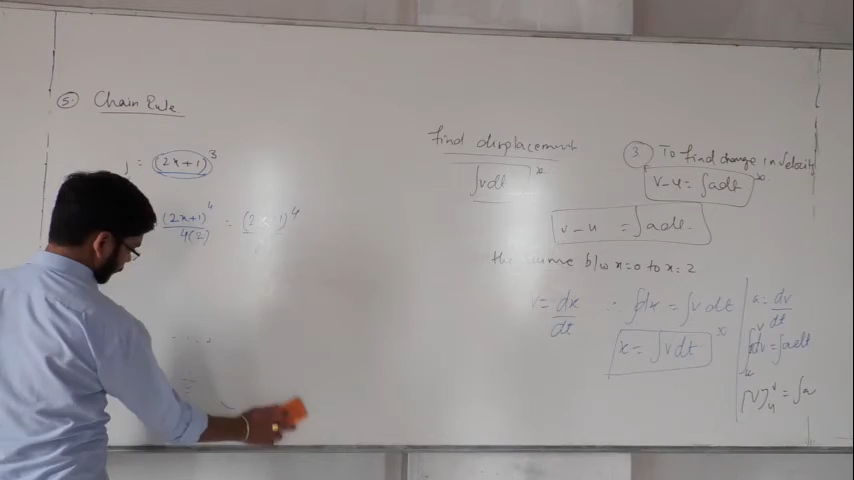 5. Chain Rule
= (2x+1)³
(2x+1)⁴ / 4(2) = (2x+1)⁴
Find displacement
∫vdt
3 To find change in Velocity
v-u = ∫adt
v-u = ∫adt.
the curve b/w x=0 to x=2
v = dx/dt ∴ ∫dx = ∫v dt
x = ∫vdt
a = dv/dt
∫dv = ∫adt
[v]ᵥᵤ = ∫a